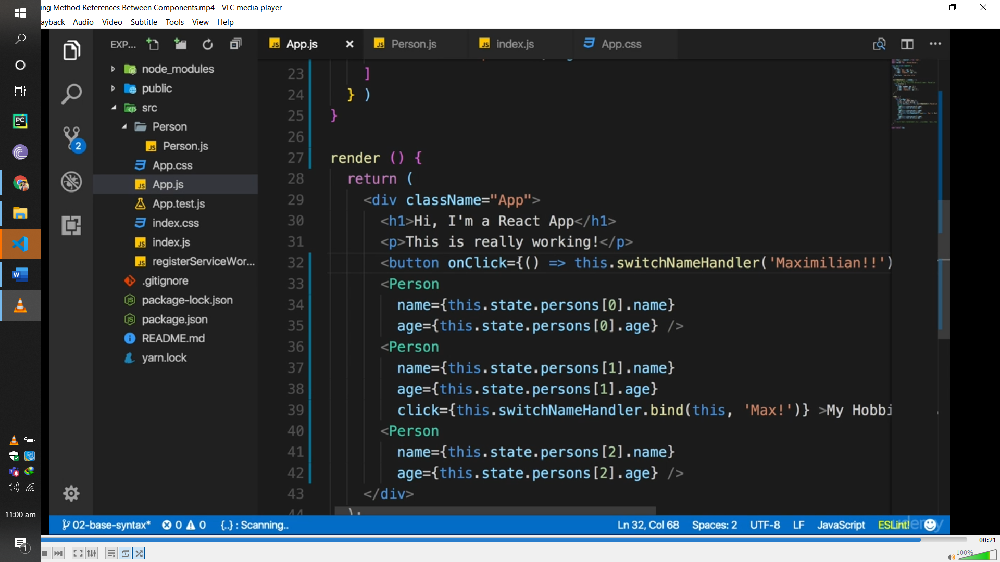 ing Method References Between Components.mp4 - VLC media player
ayback Audio Video Subtitle Tools View Help
EXP...
App.js
Person.js
index.js
App.css
node_modules
public
src
Person
Person.js
App.css
App.js
App.test.js
index.css
index.js
registerServiceWor...
.gitignore
package-lock.json
package.json
README.md
yarn.lock
2
23 ]
24 } )
25 }
26
27 render () {
28 return (
29 <div className="App">
30 <h1>Hi, I'm a React App</h1>
31 <p>This is really working!</p>
32 <button onClick={() => this.switchNameHandler('Maximilian!!')
33 <Person
34 name={this.state.persons[0].name}
35 age={this.state.persons[0].age} />
36 <Person
37 name={this.state.persons[1].name}
38 age={this.state.persons[1].age}
39 click={this.switchNameHandler.bind(this, 'Max!')} >My Hobbi
40 <Person
41 name={this.state.persons[2].name}
42 age={this.state.persons[2].age} />
43 </div>
44 );
02-base-syntax* 0 0 {..} : Scanning..
Ln 32, Col 68 Spaces: 2 UTF-8 LF JavaScript ESLint!
udemy
PC
W
11:00 am
1
-00:21
100%